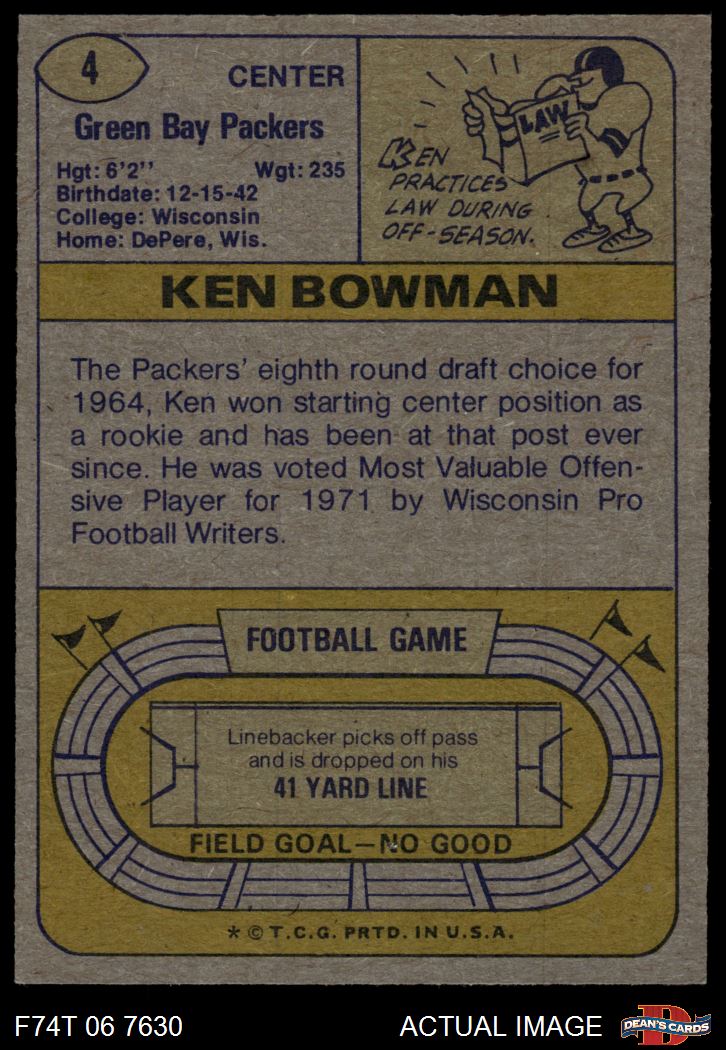 4
CENTER
Green Bay Packers
Hgt: 6'2'' Wgt: 235
Birthdate: 12-15-42
College: Wisconsin
Home: DePere, Wis.
LAW
KEN
PRACTICES
LAW DURING
OFF-SEASON.
KEN BOWMAN
The Packers' eighth round draft choice for
1964, Ken won starting center position as
a rookie and has been at that post ever
since. He was voted Most Valuable Offen-
sive Player for 1971 by Wisconsin Pro
Football Writers.
FOOTBALL GAME
Linebacker picks off pass
and is dropped on his
41 YARD LINE
FIELD GOAL—NO GOOD
* © T.C.G. PRTD. IN U.S.A.
F74T 06 7630
ACTUAL IMAGE
D
DEAN'S CARDS